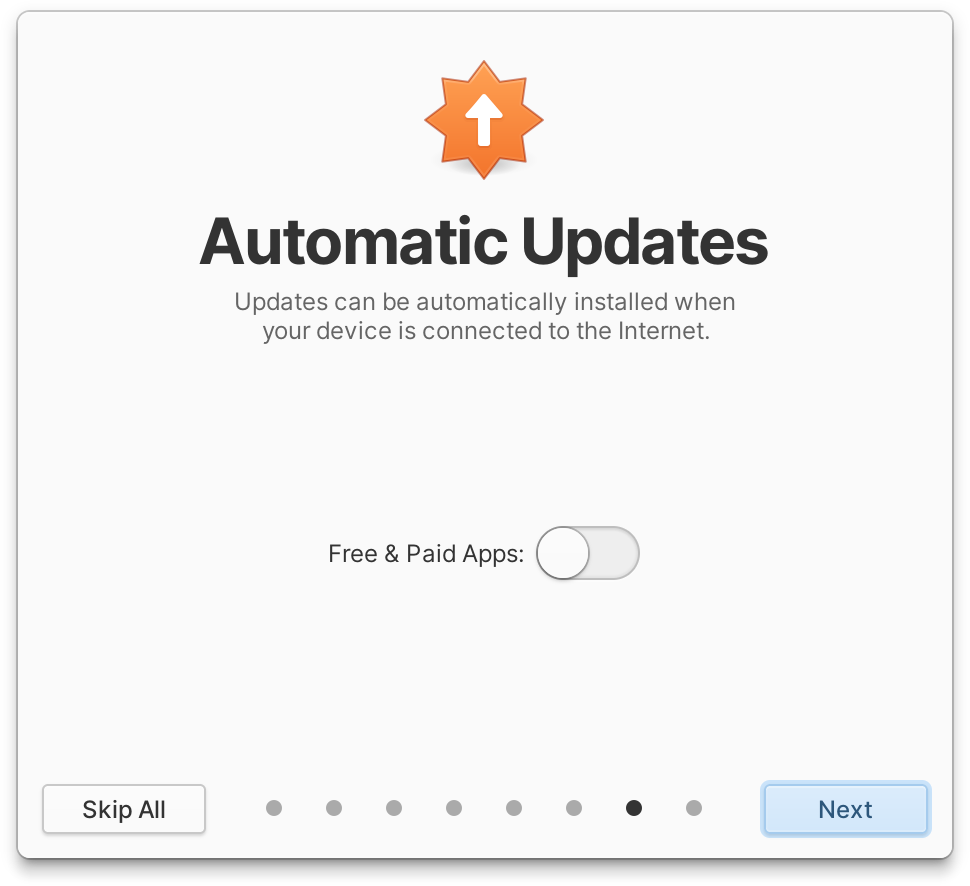 Automatic Updates
Updates can be automatically installed when
your device is connected to the Internet.
Free & Paid Apps:
Skip All
Next